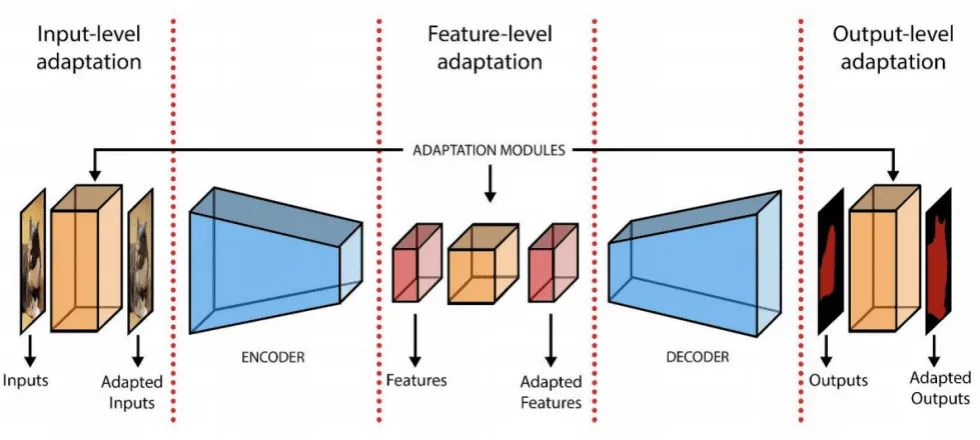 Input-level
adaptation
Feature-level
adaptation
Output-level
adaptation
ADAPTATION MODULES
ENCODER
DECODER
Inputs
Adapted
Inputs
Features
Adapted
Features
Outputs
Adapted
Outputs